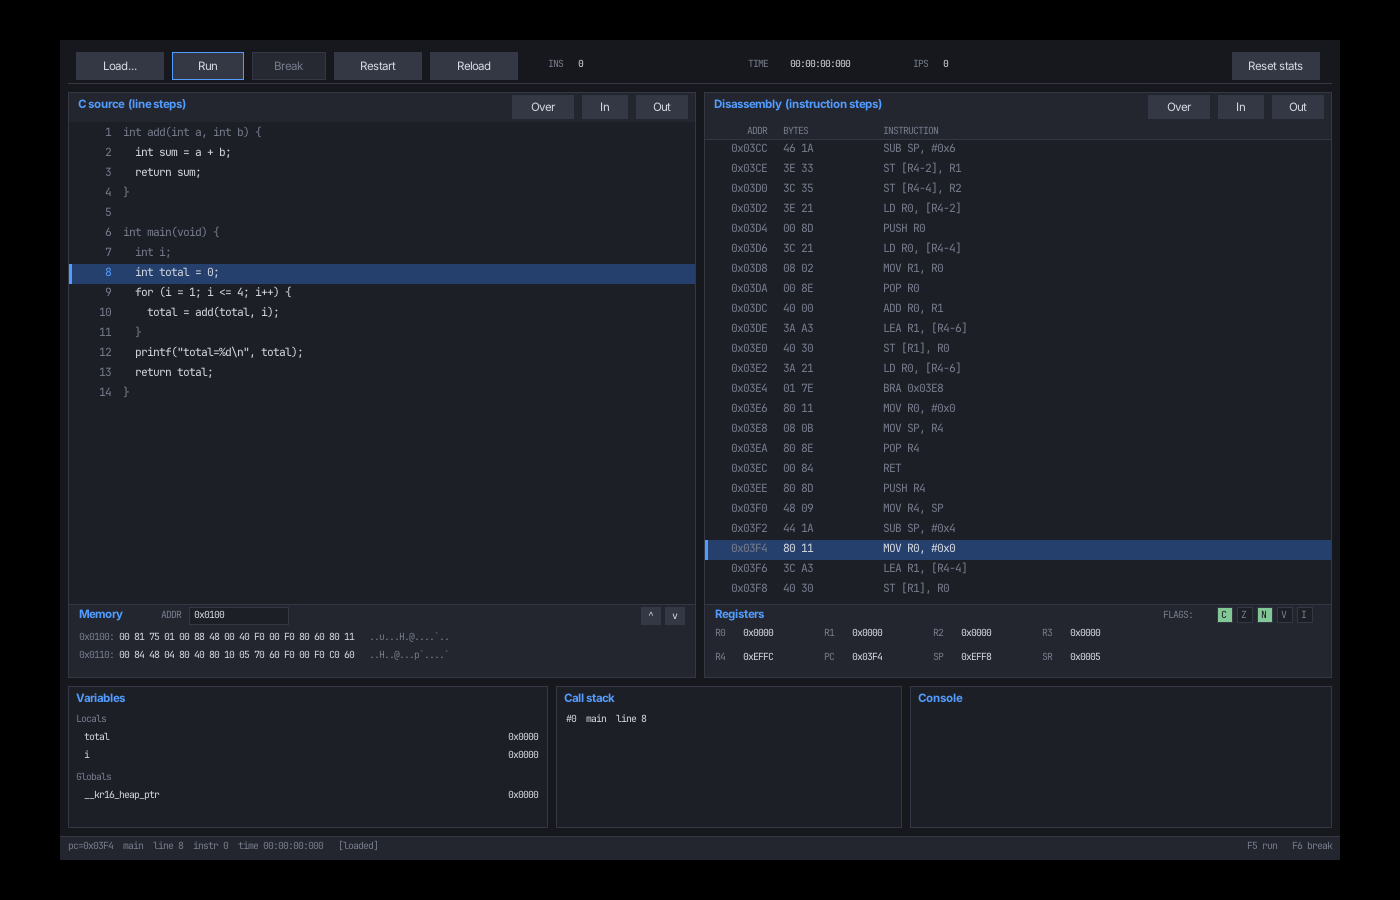 Load... Run Break Restart Reload INS 0 TIME 00:00:00:000 IPS 0 Reset stats
C source (line steps) Over In Out
1 int add(int a, int b) {
2 int sum = a + b;
3 return sum;
4 }
5
6 int main(void) {
7 int i;
8 int total = 0;
9 for (i = 1; i <= 4; i++) {
10 total = add(total, i);
11 }
12 printf("total=%d\n", total);
13 return total;
14 }
Memory ADDR 0x0100 ^ v
0x0100: 00 81 75 01 00 88 48 00 40 F0 00 F0 80 60 80 11 ..u...H.@....`..
0x0110: 00 84 48 04 80 40 80 10 05 70 60 F0 00 F0 C0 60 ..H..@...p`....`
Disassembly (instruction steps) Over In Out
ADDR BYTES INSTRUCTION
0x03CC 46 1A SUB SP, #0x6
0x03CE 3E 33 ST [R4-2], R1
0x03D0 3C 35 ST [R4-4], R2
0x03D2 3E 21 LD R0, [R4-2]
0x03D4 00 8D PUSH R0
0x03D6 3C 21 LD R0, [R4-4]
0x03D8 08 02 MOV R1, R0
0x03DA 00 8E POP R0
0x03DC 40 00 ADD R0, R1
0x03DE 3A A3 LEA R1, [R4-6]
0x03E0 40 30 ST [R1], R0
0x03E2 3A 21 LD R0, [R4-6]
0x03E4 01 7E BRA 0x03E8
0x03E6 80 11 MOV R0, #0x0
0x03E8 08 0B MOV SP, R4
0x03EA 80 8E POP R4
0x03EC 00 84 RET
0x03EE 80 8D PUSH R4
0x03F0 48 09 MOV R4, SP
0x03F2 44 1A SUB SP, #0x4
0x03F4 80 11 MOV R0, #0x0
0x03F6 3C A3 LEA R1, [R4-4]
0x03F8 40 30 ST [R1], R0
Registers FLAGS: C Z N V I
R0 0x0000 R1 0x0000 R2 0x0000 R3 0x0000
R4 0xEFFC PC 0x03F4 SP 0xEFF8 SR 0x0005
Variables
Locals
total 0x0000
i 0x0000
Globals
__kr16_heap_ptr 0x0000
Call stack
#0 main line 8
Console
pc=0x03F4 main line 8 instr 0 time 00:00:00:000 [loaded] F5 run F6 break